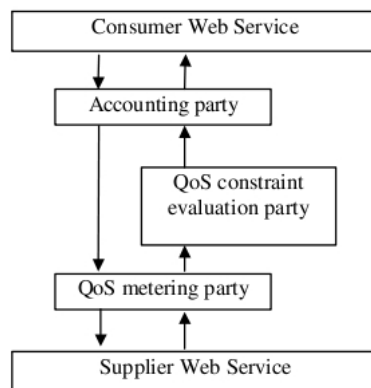 Consumer Web Service
Accounting party
QoS constraint
evaluation party
QoS metering party
Supplier Web Service